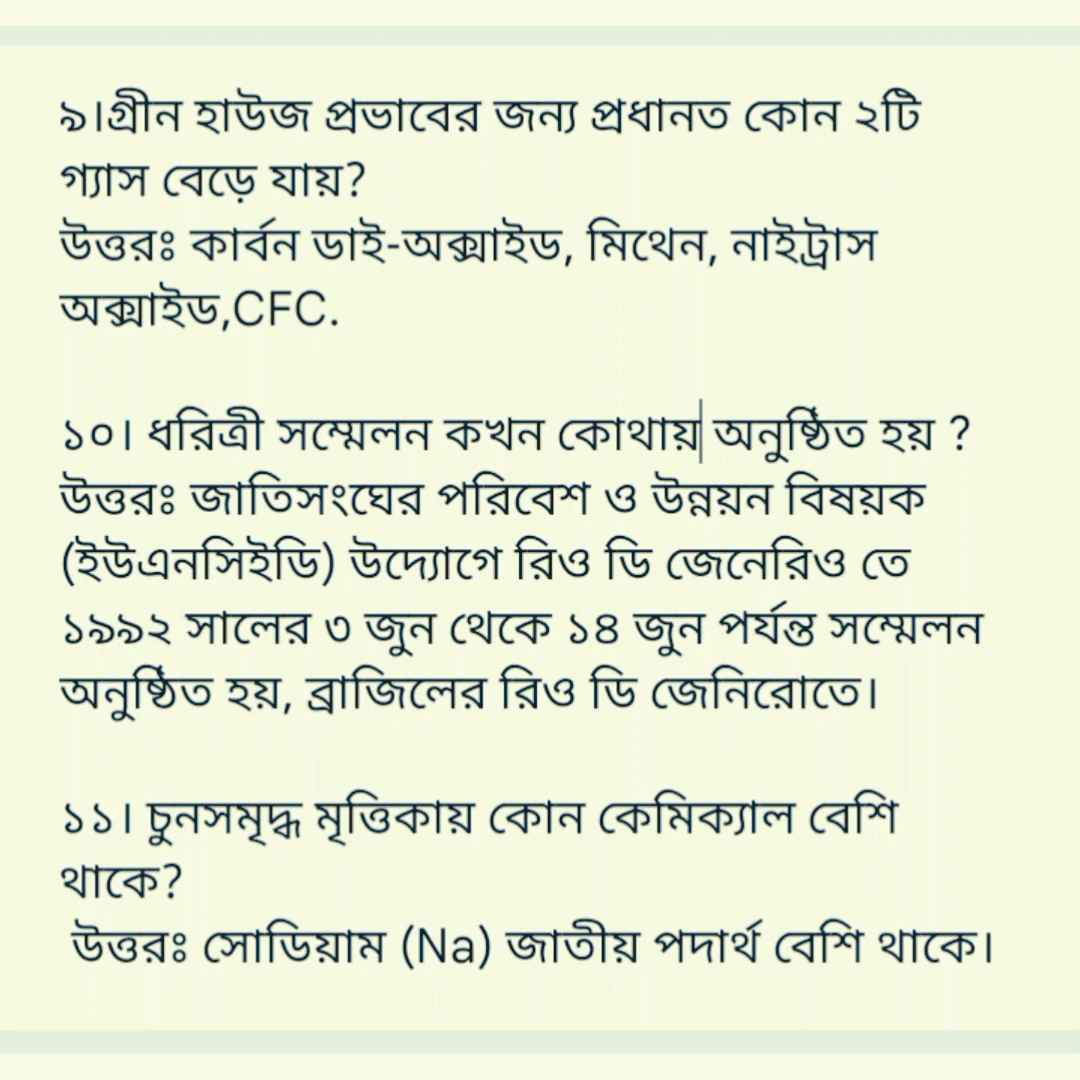 ৯।গ্রীন হাউজ প্রভাবের জন্য প্রধানত কোন ২টি
গ্যাস বেড়ে যায়?
উত্তরঃ কার্বন ডাই-অক্সাইড, মিথেন, নাইট্রাস
অক্সাইড,CFC.
১০। ধরিত্রী সম্মেলন কখন কোথায় অনুষ্ঠিত হয় ?
উত্তরঃ জাতিসংঘের পরিবেশ ও উন্নয়ন বিষয়ক
(ইউএনসিইডি) উদ্যোগে রিও ডি জেনেরিও তে
১৯৯২ সালের ৩ জুন থেকে ১৪ জুন পর্যন্ত সম্মেলন
অনুষ্ঠিত হয়, ব্রাজিলের রিও ডি জেনিরোতে।
১১। চুনসমৃদ্ধ মৃত্তিকায় কোন কেমিক্যাল বেশি
থাকে?
উত্তরঃ সোডিয়াম (Na) জাতীয় পদার্থ বেশি থাকে।